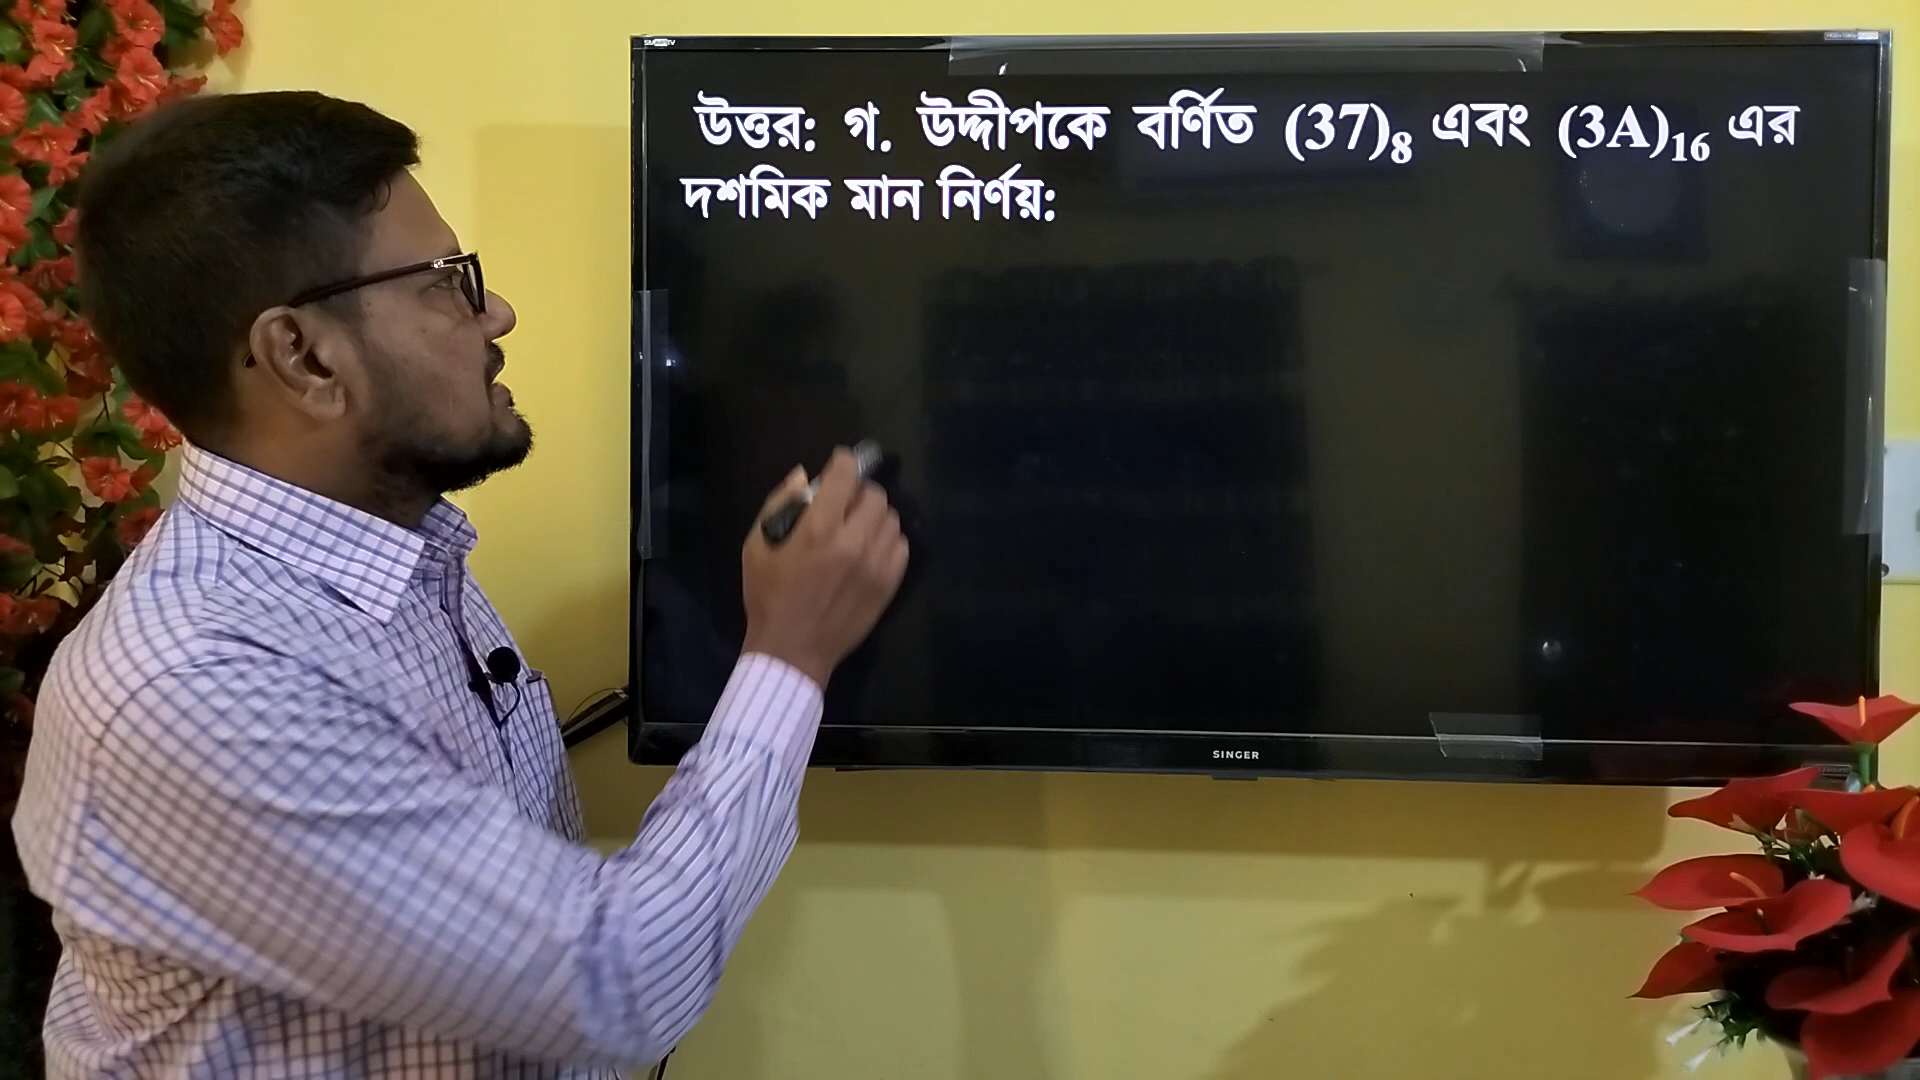 উত্তর: গ. উদ্দীপকে বর্ণিত (37)₈ এবং (3A)₁₆ এর
দশমিক মান নির্ণয়:
SINGER